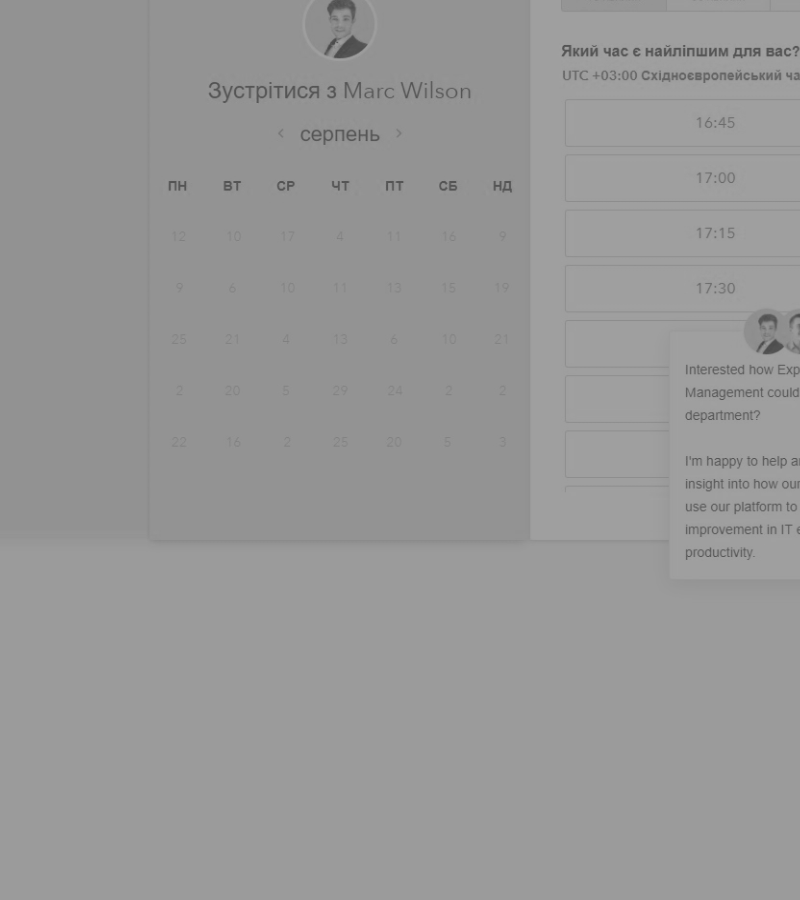 Зустрітися з Marc Wilson
‹ серпень ›
ПН ВТ СР ЧТ ПТ СБ НД
12 10 17 4 11 16 9
9 6 10 11 13 15 19
25 21 4 13 6 10 21
2 20 5 29 24 2 2
22 16 2 25 20 5 3
Який час є найліпшим для вас?
UTC +03:00 Східноєвропейський ча
16:45
17:00
17:15
17:30
Interested how Exp
Management could
department?
I'm happy to help a
insight into how our
use our platform to
improvement in IT e
productivity.